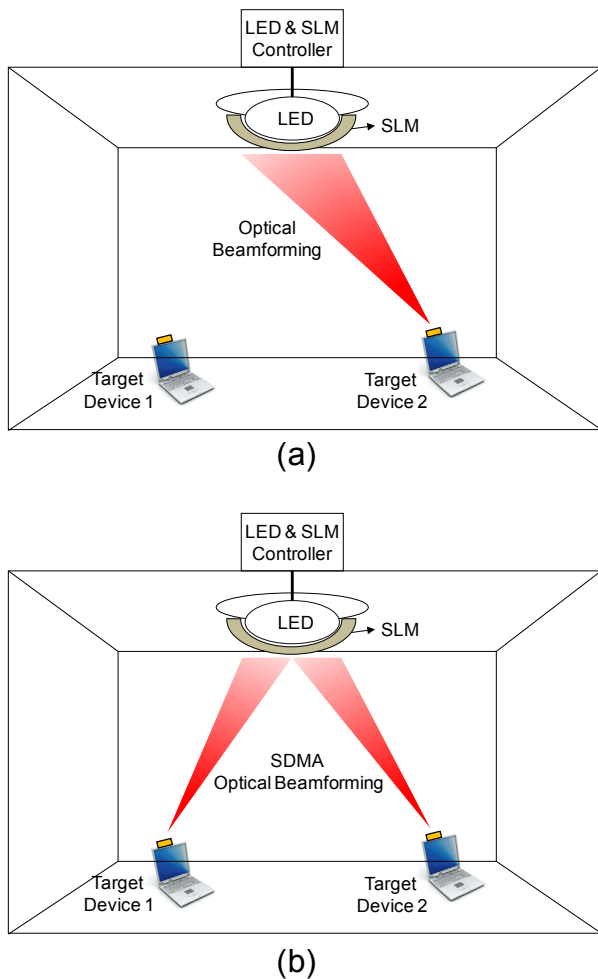 LED & SLM
Controller
LED
SLM
Optical
Beamforming
Target
Device 1
Target
Device 2
(a)
LED & SLM
Controller
LED
SLM
SDMA
Optical Beamforming
Target
Device 1
Target
Device 2
(b)